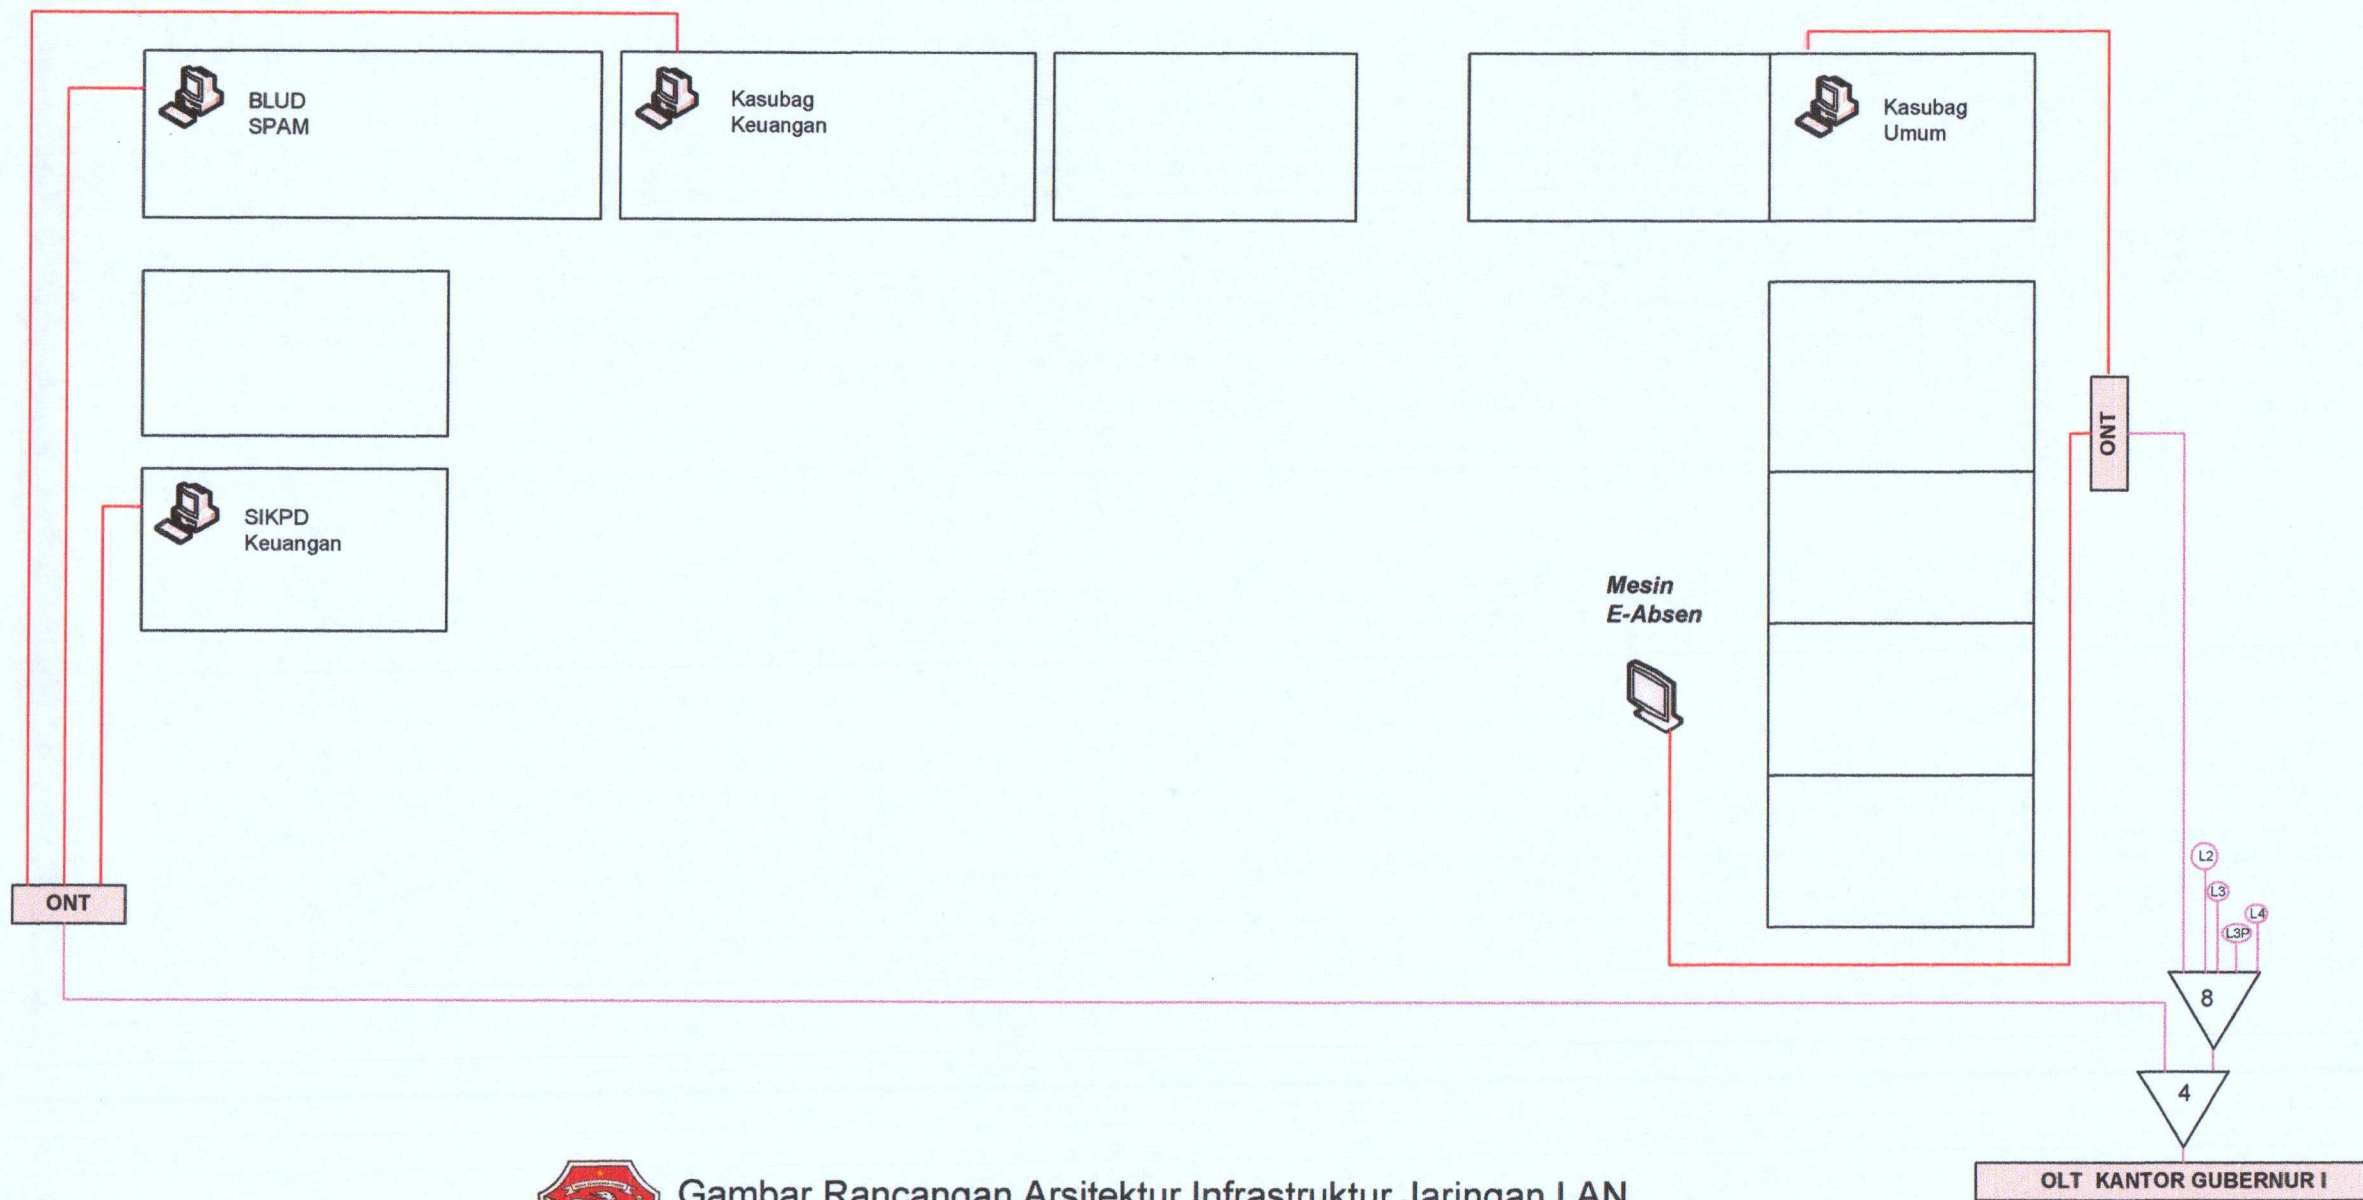 BLUD
SPAM
Kasubag
Keuangan
Kasubag
Umum
ONT
SIKPD
Keuangan
Mesin
E-Absen
L2
L3
L4
L3P
ONT
8
4
OLT KANTOR GUBERNUR I
Gambar Rancangan Arsitektur Infrastruktur Jaringan LAN